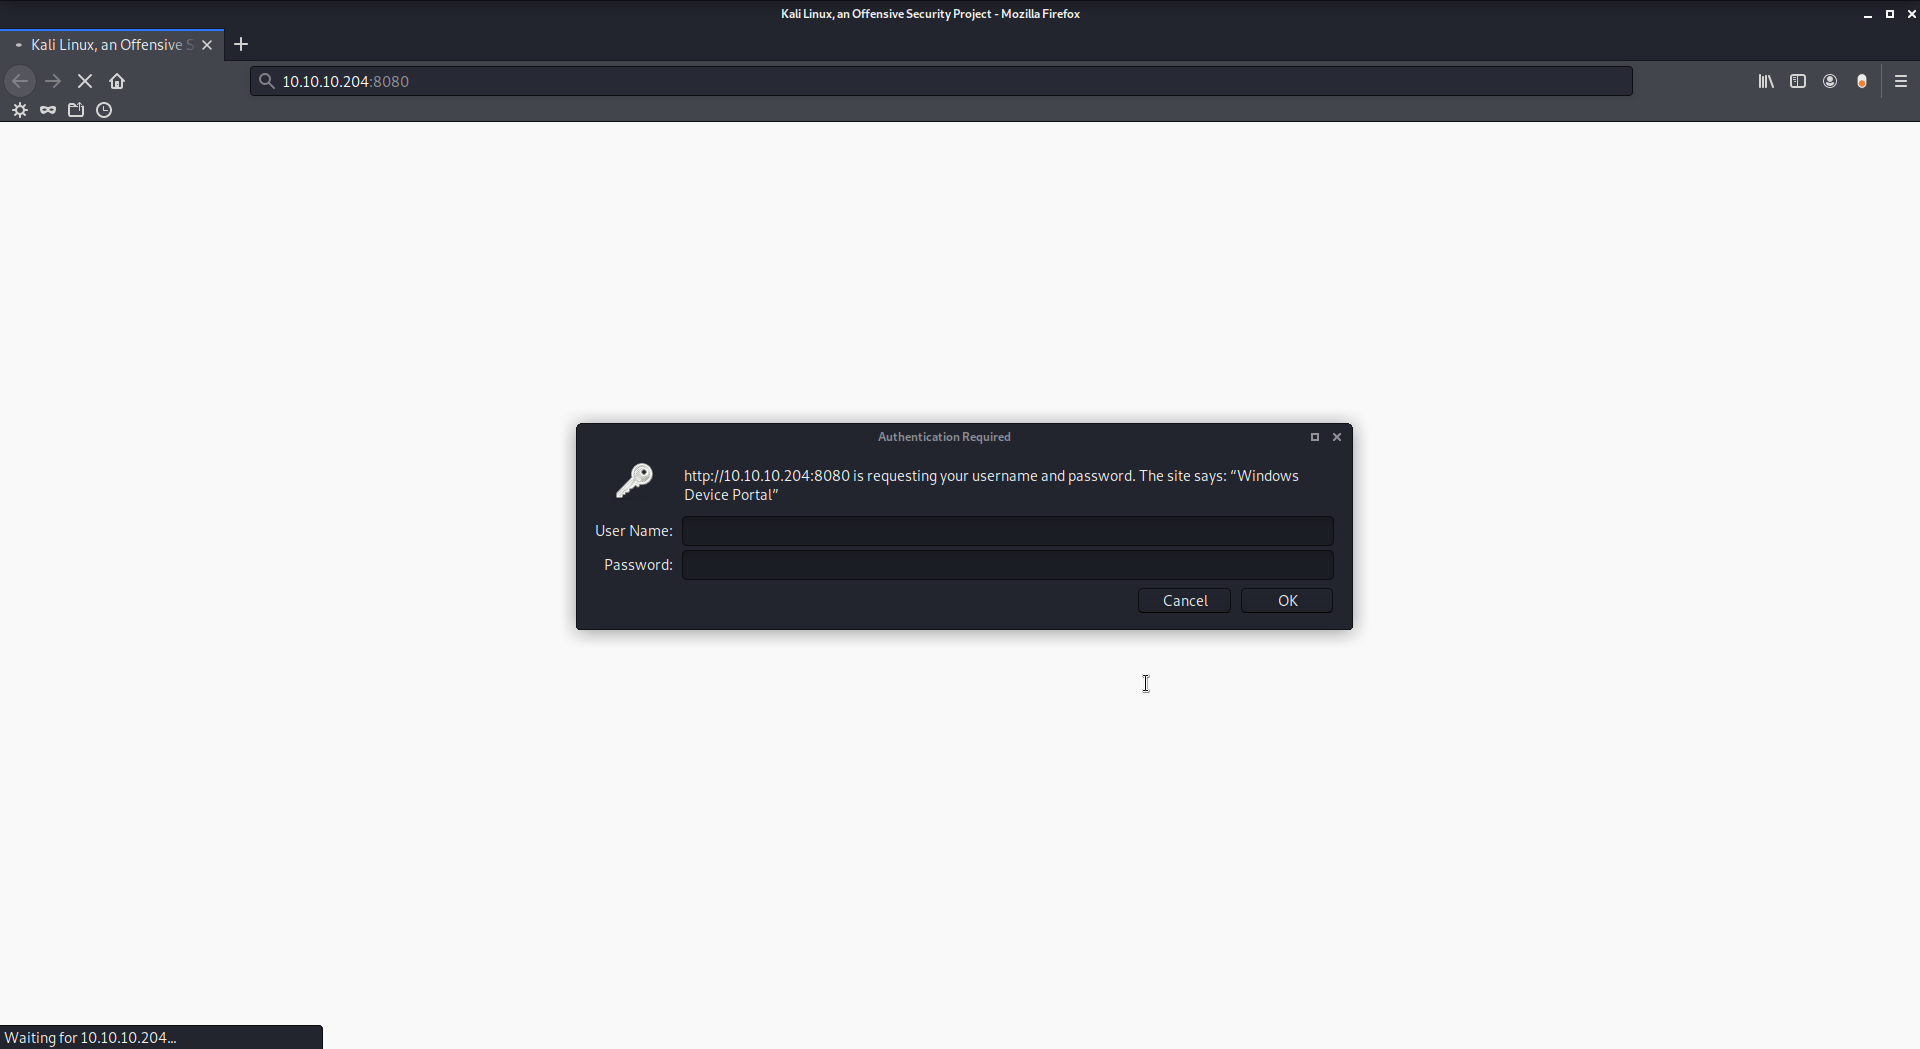 Kali Linux, an Offensive Security Project - Mozilla Firefox
Kali Linux, an Offensive S
10.10.10.204:8080
Authentication Required
http://10.10.10.204:8080 is requesting your username and password. The site says: “Windows
Device Portal”
User Name:
Password:
Cancel
OK
Waiting for 10.10.10.204…